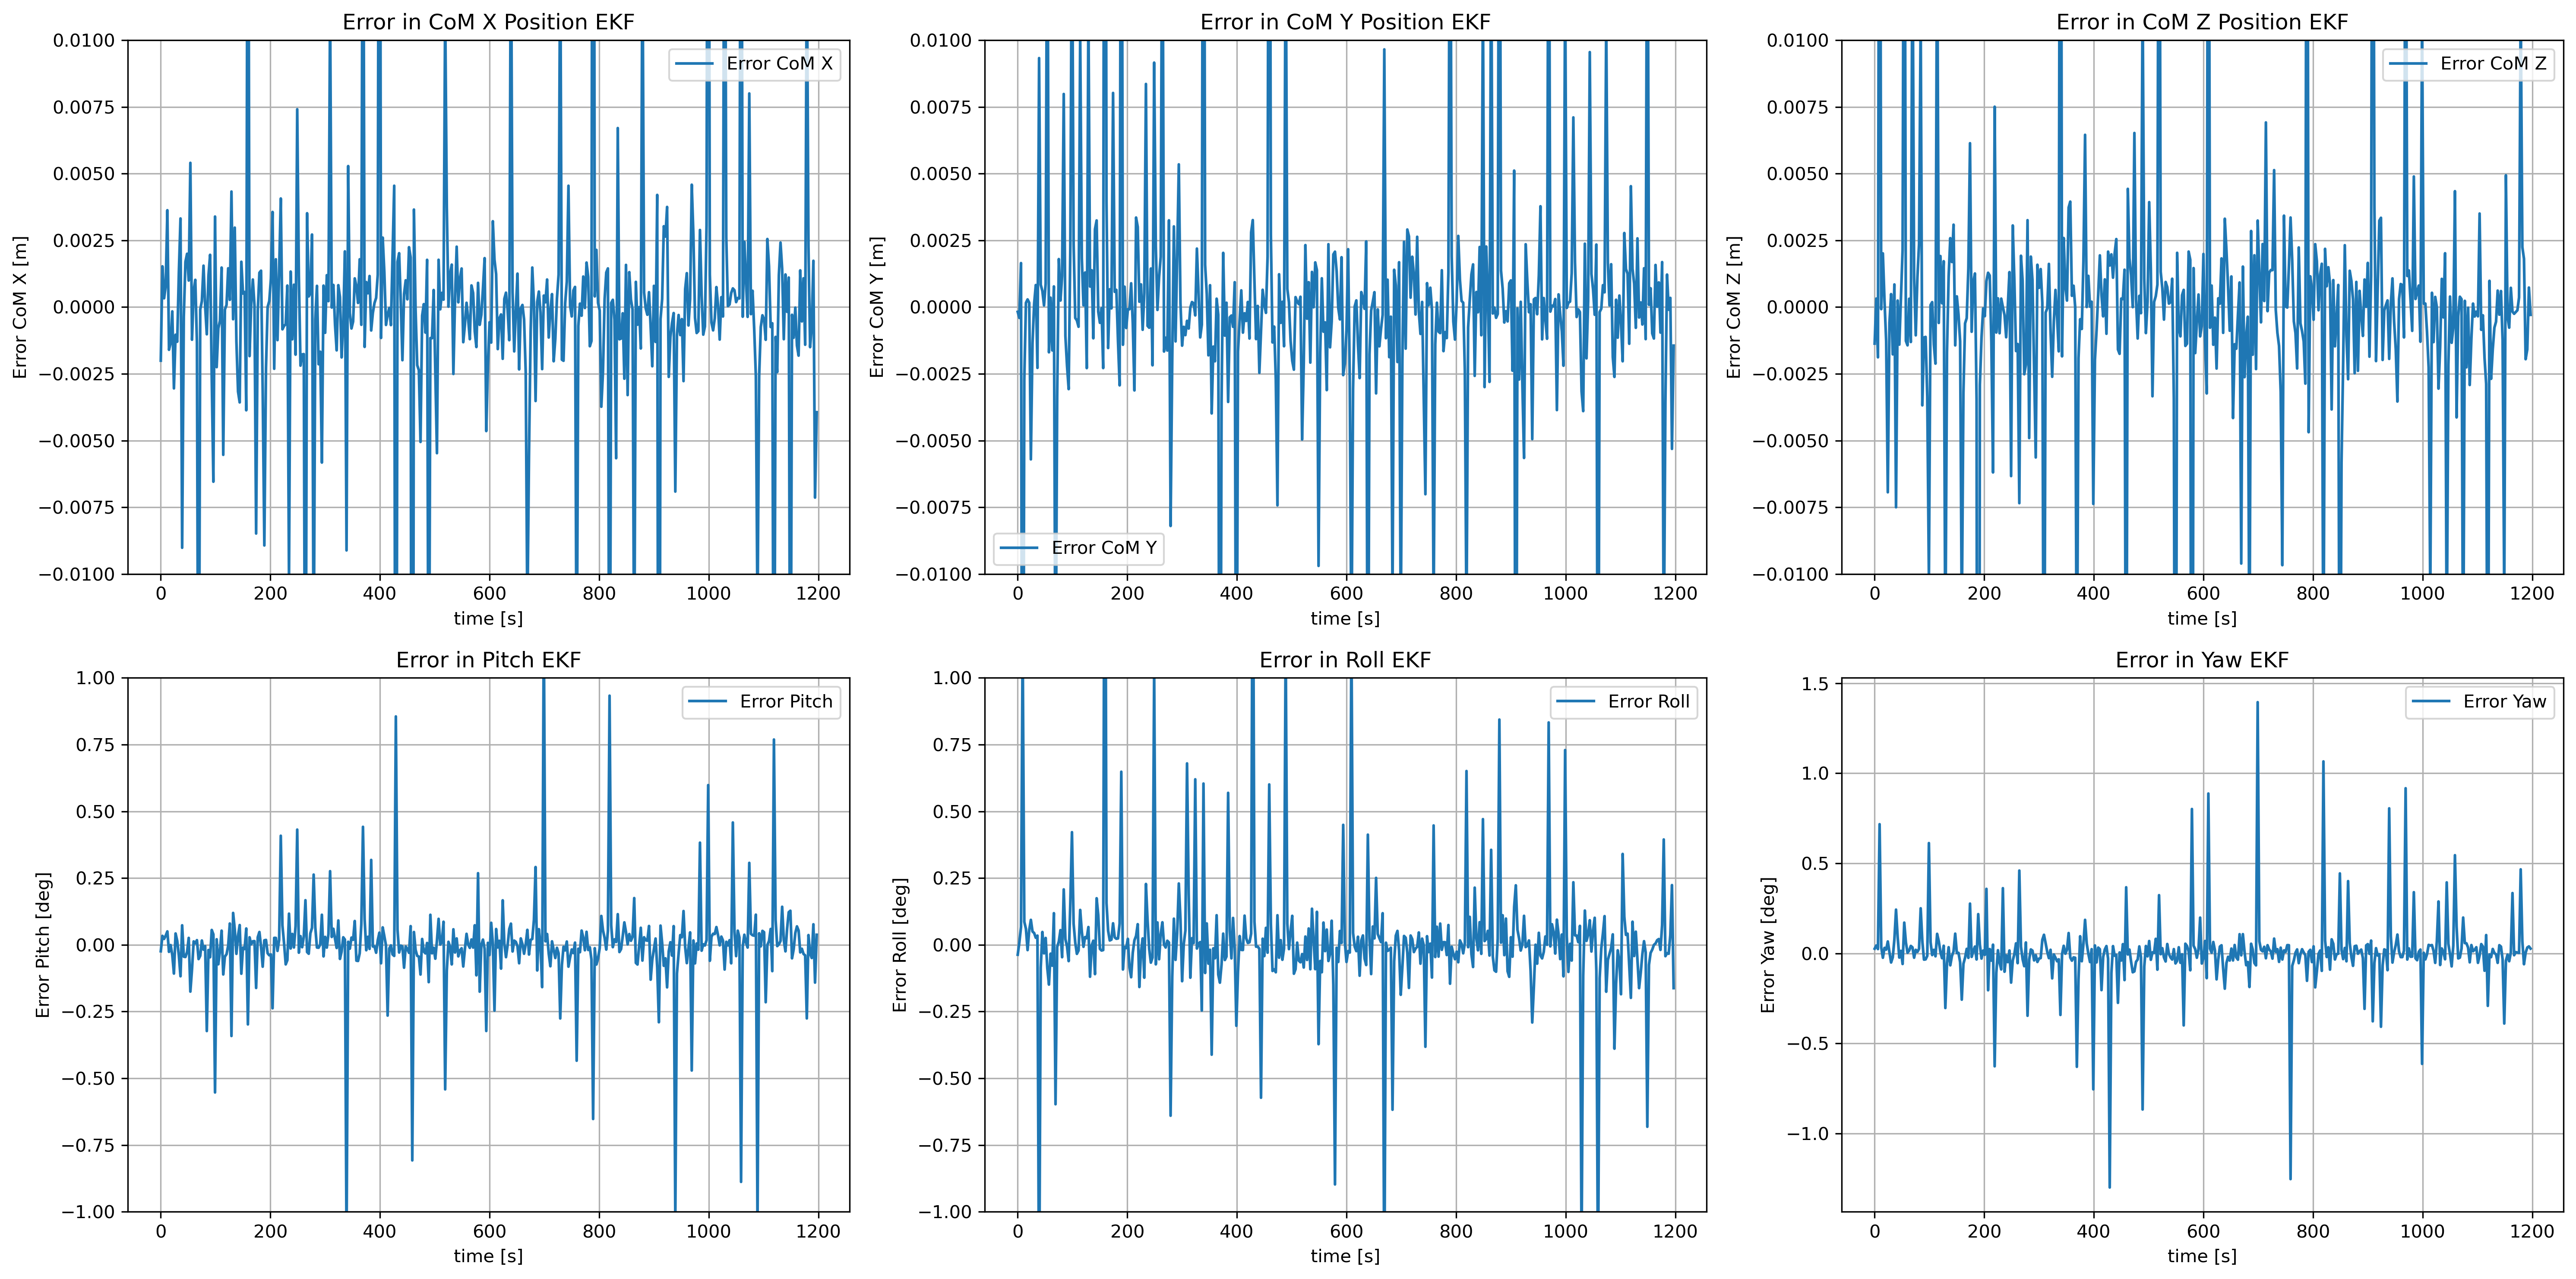 Error in CoM X Position EKF
Error CoM X [m]
0.0100
0.0075
0.0050
0.0025
0.0000
−0.0025
−0.0050
−0.0075
−0.0100
Error CoM X
0 200 400 600 800 1000 1200
time [s]
Error in CoM Y Position EKF
Error CoM Y [m]
0.0100
0.0075
0.0050
0.0025
0.0000
−0.0025
−0.0050
−0.0075
−0.0100
Error CoM Y
0 200 400 600 800 1000 1200
time [s]
Error in CoM Z Position EKF
Error CoM Z [m]
0.0100
0.0075
0.0050
0.0025
0.0000
−0.0025
−0.0050
−0.0075
−0.0100
Error CoM Z
0 200 400 600 800 1000 1200
time [s]
Error in Pitch EKF
Error Pitch [deg]
1.00
0.75
0.50
0.25
0.00
−0.25
−0.50
−0.75
−1.00
Error Pitch
0 200 400 600 800 1000 1200
time [s]
Error in Roll EKF
Error Roll [deg]
1.00
0.75
0.50
0.25
0.00
−0.25
−0.50
−0.75
−1.00
Error Roll
0 200 400 600 800 1000 1200
time [s]
Error in Yaw EKF
Error Yaw [deg]
1.5
1.0
0.5
0.0
−0.5
−1.0
Error Yaw
0 200 400 600 800 1000 1200
time [s]